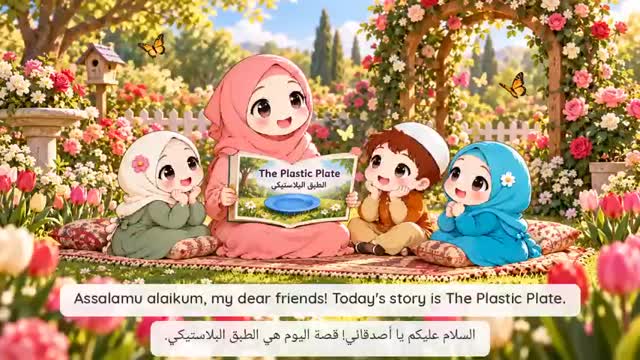 The Plastic Plate
الطبق البلاستيكي
Assalamu alaikum, my dear friends! Today's story is The Plastic Plate.
السلام عليكم يا أصدقائي! قصة اليوم هي الطبق البلاستيكي.